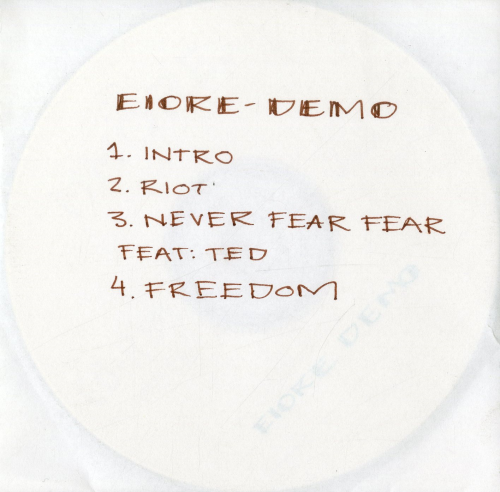 EIORE-DEMO
1. INTRO
2. RIOT
3. NEVER FEAR FEAR
FEAT: TED
4. FREEDOM
EIORE DEMO